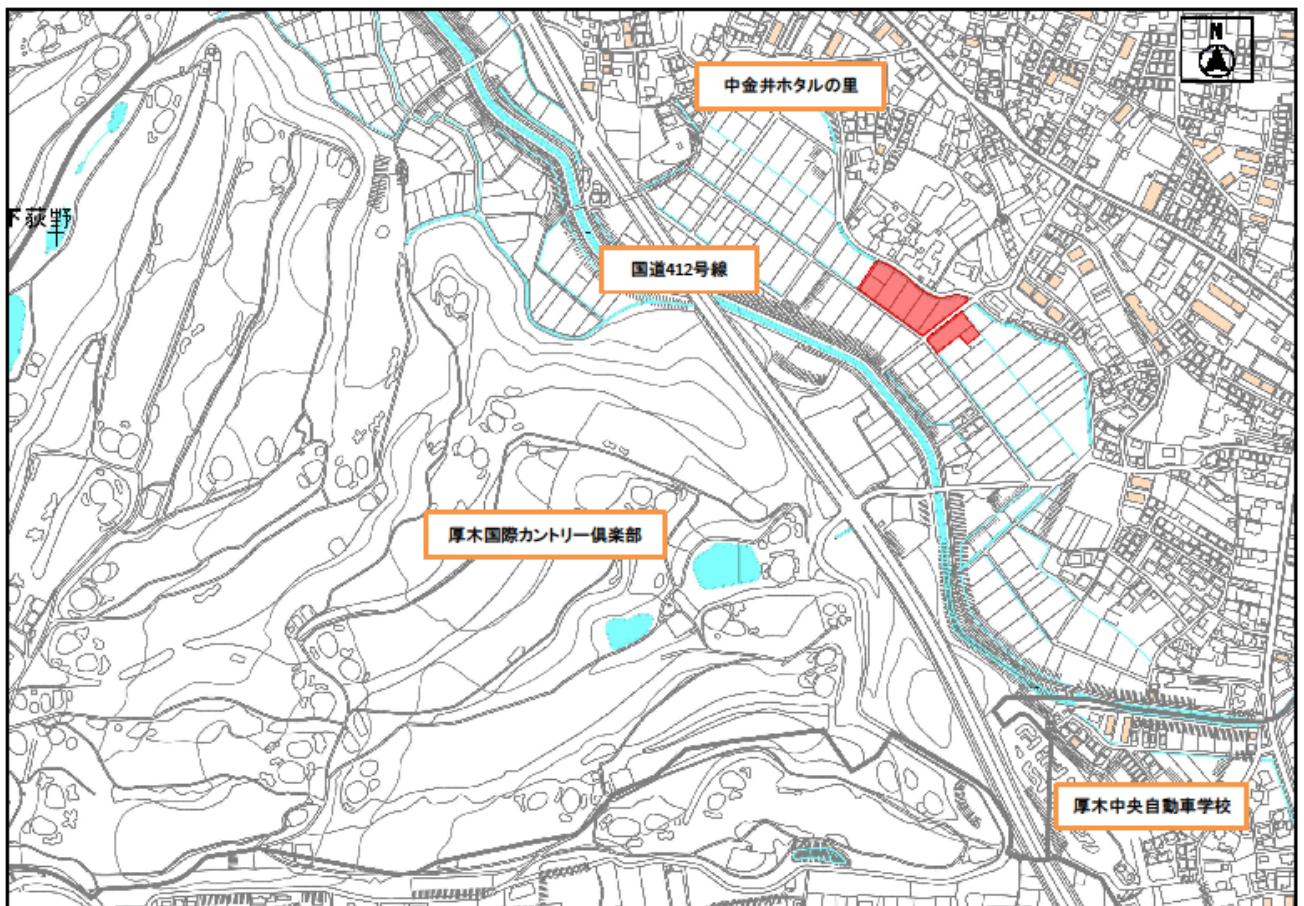 N
中金井ホタルの里
下荻野
国道412号線
厚木国際カントリー倶楽部
厚木中央自動車学校